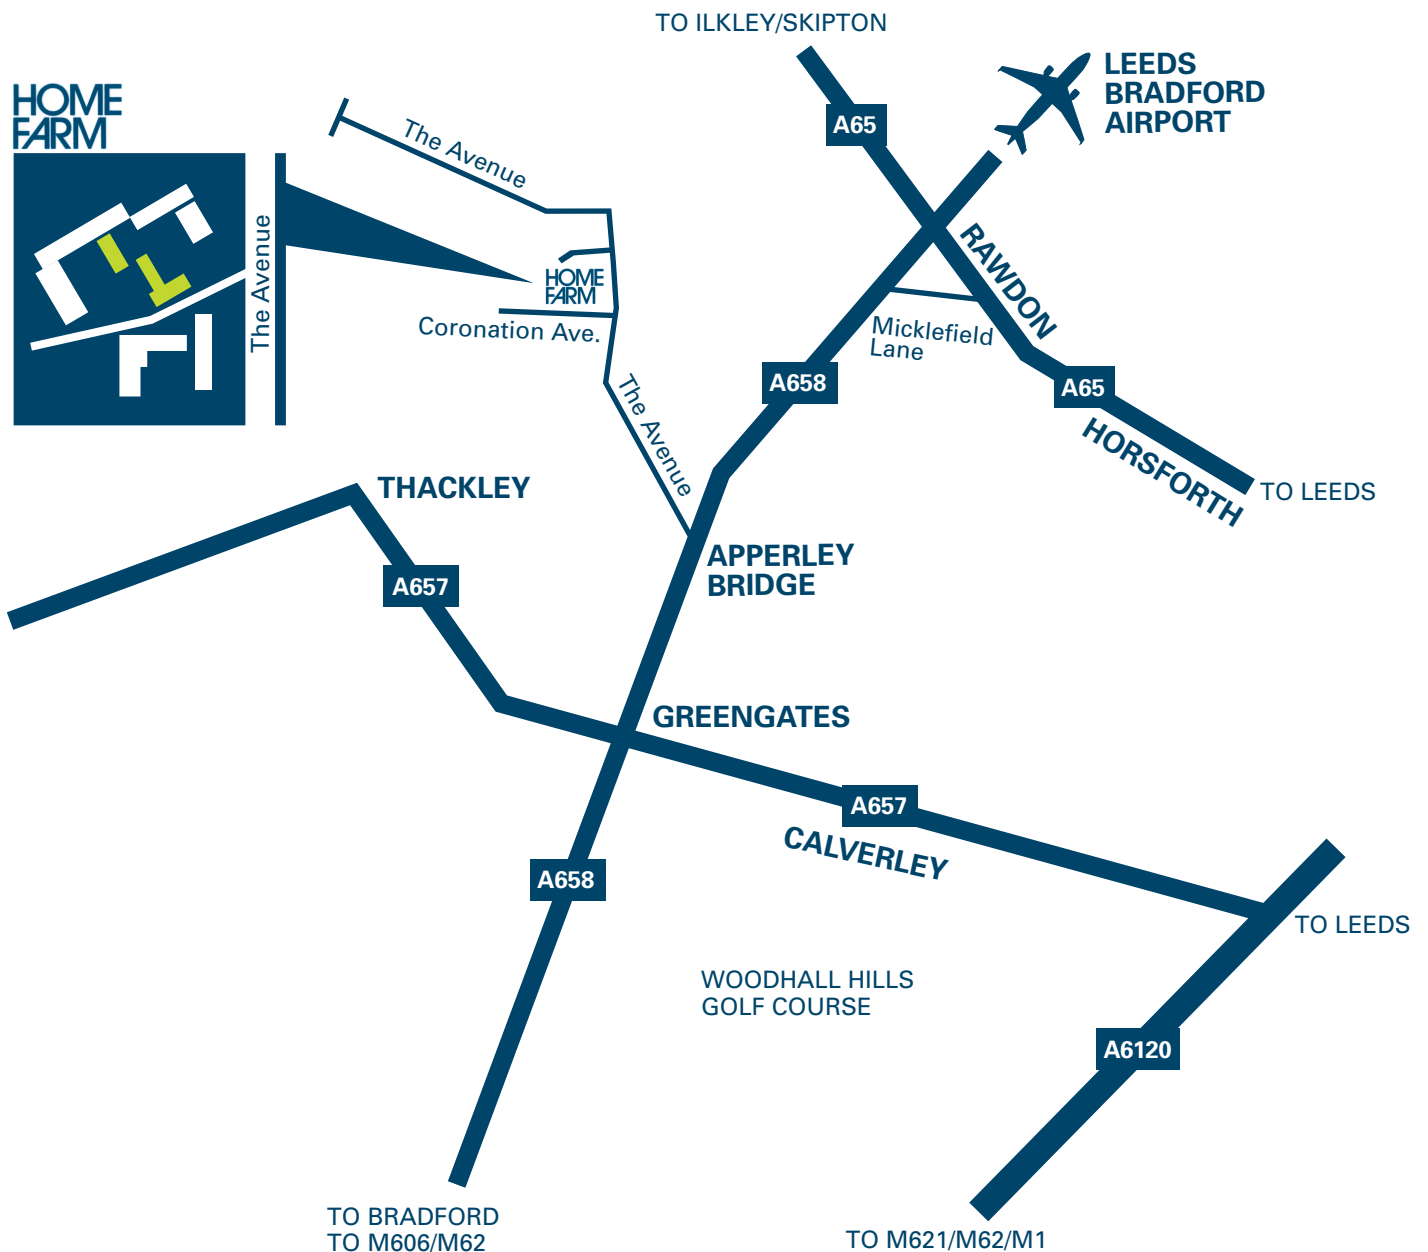 TO ILKLEY/SKIPTON
LEEDS
BRADFORD
AIRPORT
HOME
FARM
A65
The Avenue
The Avenue
RAWDON
HOME
FARM
Coronation Ave.
Micklefield
Lane
A658
A65
The Avenue
HORSFORTH
TO LEEDS
THACKLEY
APPERLEY
BRIDGE
A657
GREENGATES
A657
CALVERLEY
A658
TO LEEDS
WOODHALL HILLS
GOLF COURSE
A6120
TO BRADFORD
TO M606/M62
TO M621/M62/M1